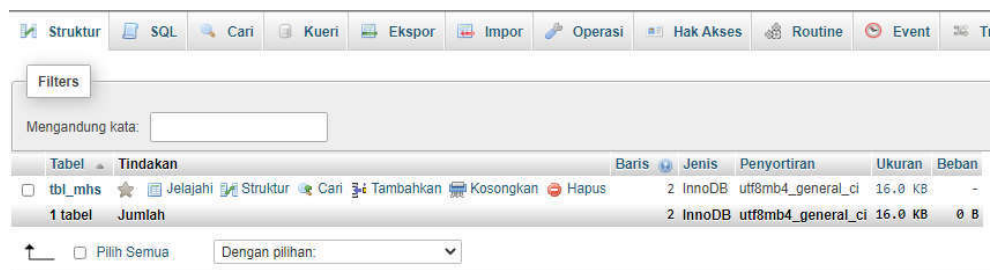 Struktur SQL Cari Kueri Ekspor Impor Operasi Hak Akses Routine Event Tr
Filters
Mengandung kata:
Tabel Tindakan Baris Jenis Penyortiran Ukuran Beban
tbl_mhs Jelajahi Struktur Cari Tambahkan Kosongkan Hapus 2 InnoDB utf8mb4_general_ci 16.0 KB -
1 tabel Jumlah 2 InnoDB utf8mb4_general_ci 16.0 KB 0 B
Pilih Semua Dengan pilihan: